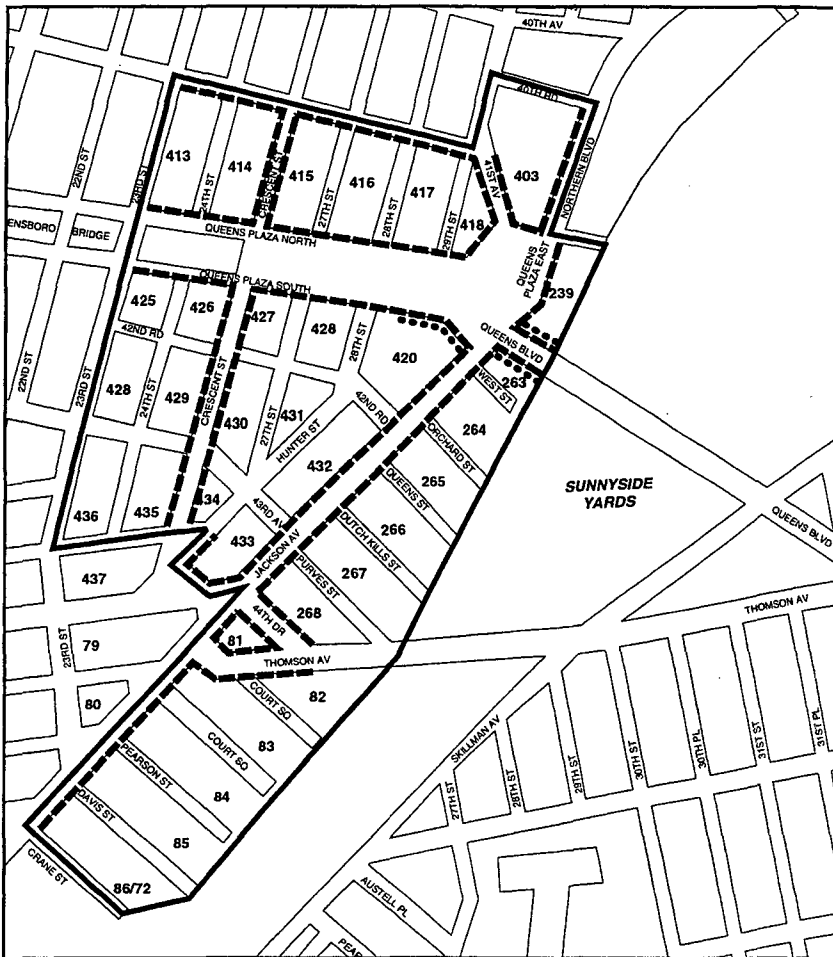 40TH AV
40TH RD
22ND ST
23RD ST
413
414
24TH ST
CRESCENT ST
415
416
417
418
27TH ST
28TH ST
29TH ST
41ST AV
403
NORTHERN BLVD
ENSBORO
BRIDGE
QUEENS PLAZA NORTH
QUEENS PLAZA EAST
239
QUEENS PLAZA SOUTH
425
426
427
428
42ND RD
28TH ST
420
QUEENS BLVD
263
WEST ST
22ND ST
23RD ST
428
24TH ST
429
CRESCENT ST
430
27TH ST
431
HUNTER ST
42ND RD
264
ORCHARD ST
432
265
QUEENS ST
SUNNYSIDE
YARDS
436
435
34
43RD AV
433
JACKSON AV
266
DUTCH KILLS ST
267
PURVES ST
268
QUEENS BLVD
437
44TH DR
81
THOMSON AV
THOMSON AV
79
23RD ST
80
COURT SQ
82
COURT SQ
83
PEARSON ST
84
DAVIS ST
85
CRANE ST
86/72
SKILLMAN AV
27TH ST
28TH ST
29TH ST
30TH ST
30TH PL
31ST ST
31ST PL
AUSTELL PL
PEAR